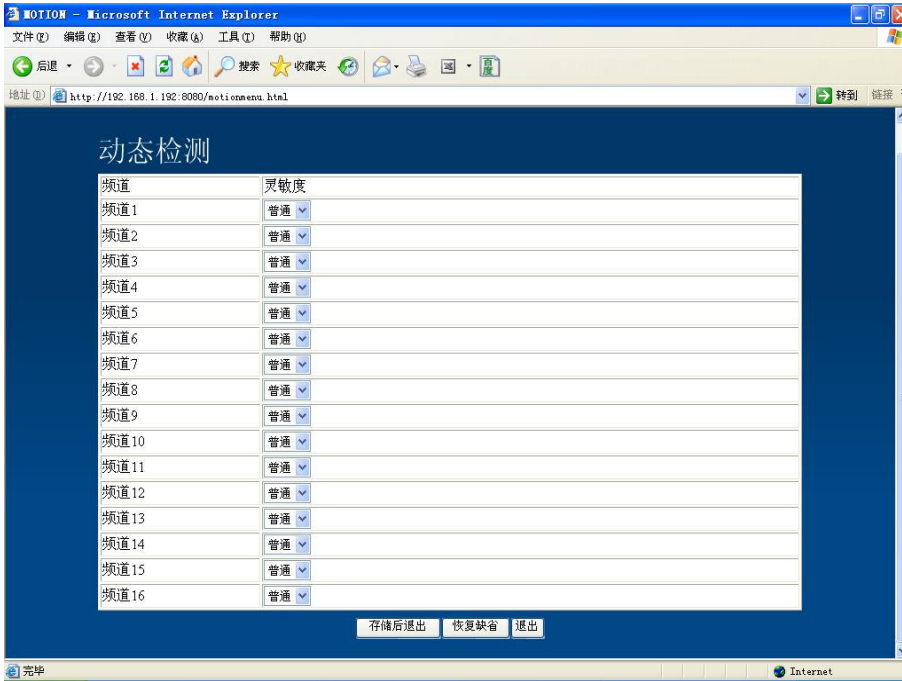 MOTION - Microsoft Internet Explorer
文件(F) 编辑(E) 查看(V) 收藏(A) 工具(T) 帮助(H)
后退 搜索 收藏夹 百度
地址(D) http://192.168.1.192:8080/motionmenu.html 转到 链接
动态检测
频道 灵敏度
频道1 普通
频道2 普通
频道3 普通
频道4 普通
频道5 普通
频道6 普通
频道7 普通
频道8 普通
频道9 普通
频道10 普通
频道11 普通
频道12 普通
频道13 普通
频道14 普通
频道15 普通
频道16 普通
存储后退出 恢复缺省 退出
完毕 Internet